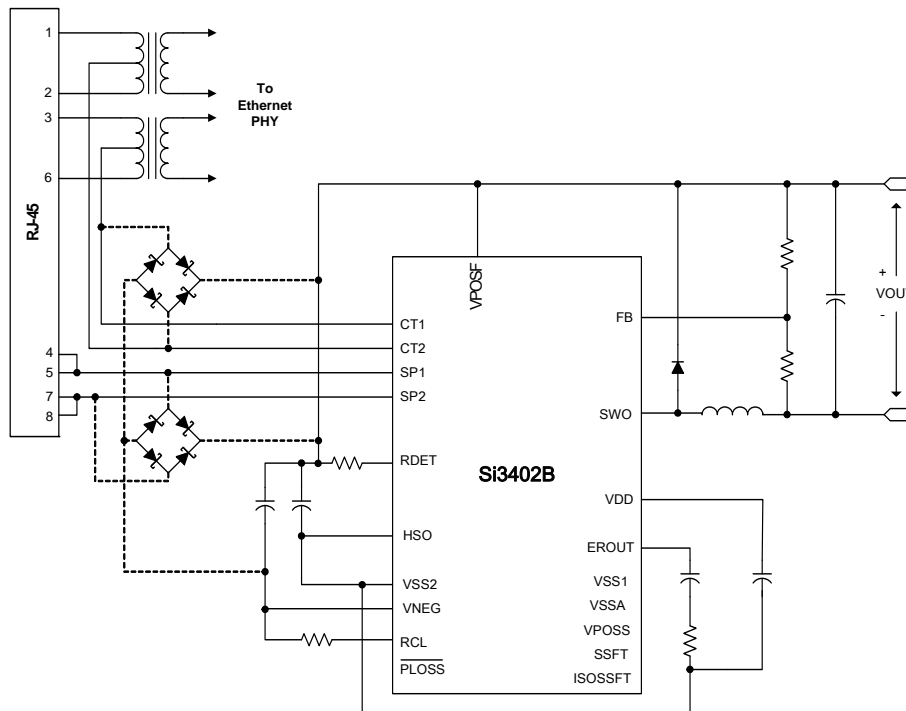 1
2
3
6
To
Ethernet
PHY
RJ-45
4
5
7
8
VPOSF
CT1
CT2
SP1
SP2
RDET
HSO
VSS2
VNEG
RCL
PLOSS
Si3402B
FB
SWO
VDD
EROUT
VSS1
VSSA
VPOSS
SSFT
ISOSSFT
+
VOUT
-